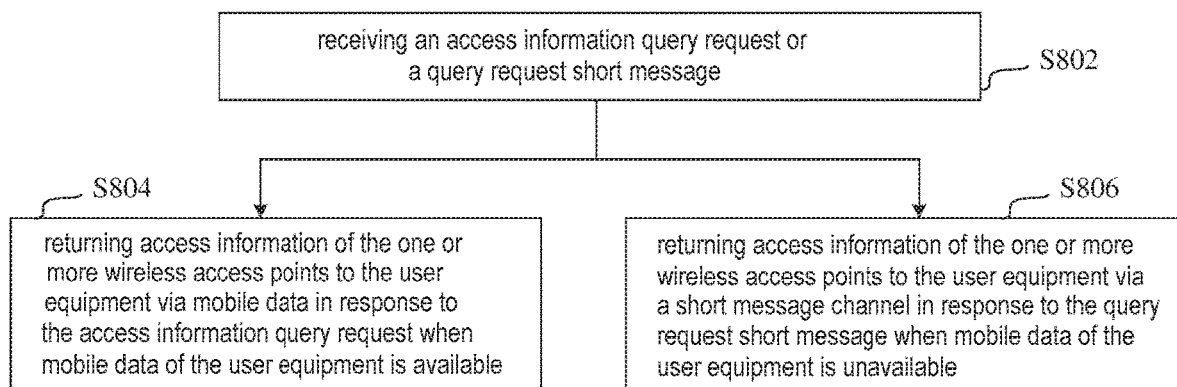 receiving an access information query request or
a query request short message
S802
S804
returning access information of the one or
more wireless access points to the user
equipment via mobile data in response to
the access information query request when
mobile data of the user equipment is available
S806
returning access information of the one or more
wireless access points to the user equipment via
a short message channel in response to the query
request short message when mobile data of the
user equipment is unavailable